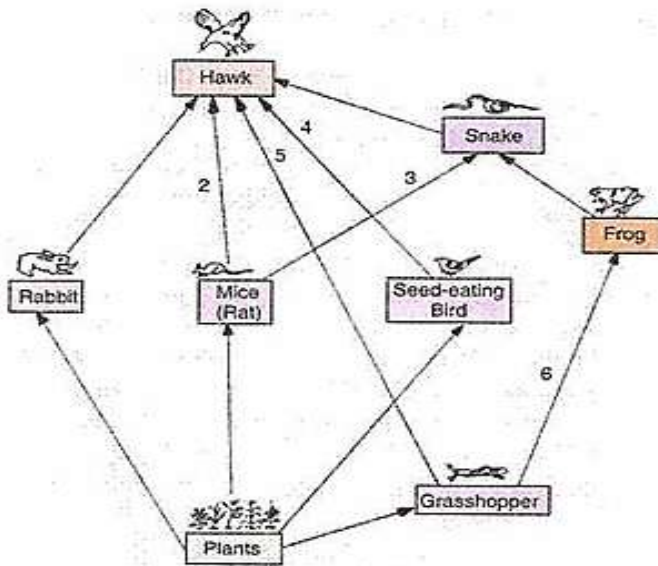 Hawk
4
Snake
5
2
3
Frog
Rabbit
Mice
(Rat)
Seed-eating
Bird
6
Grasshopper
Plants